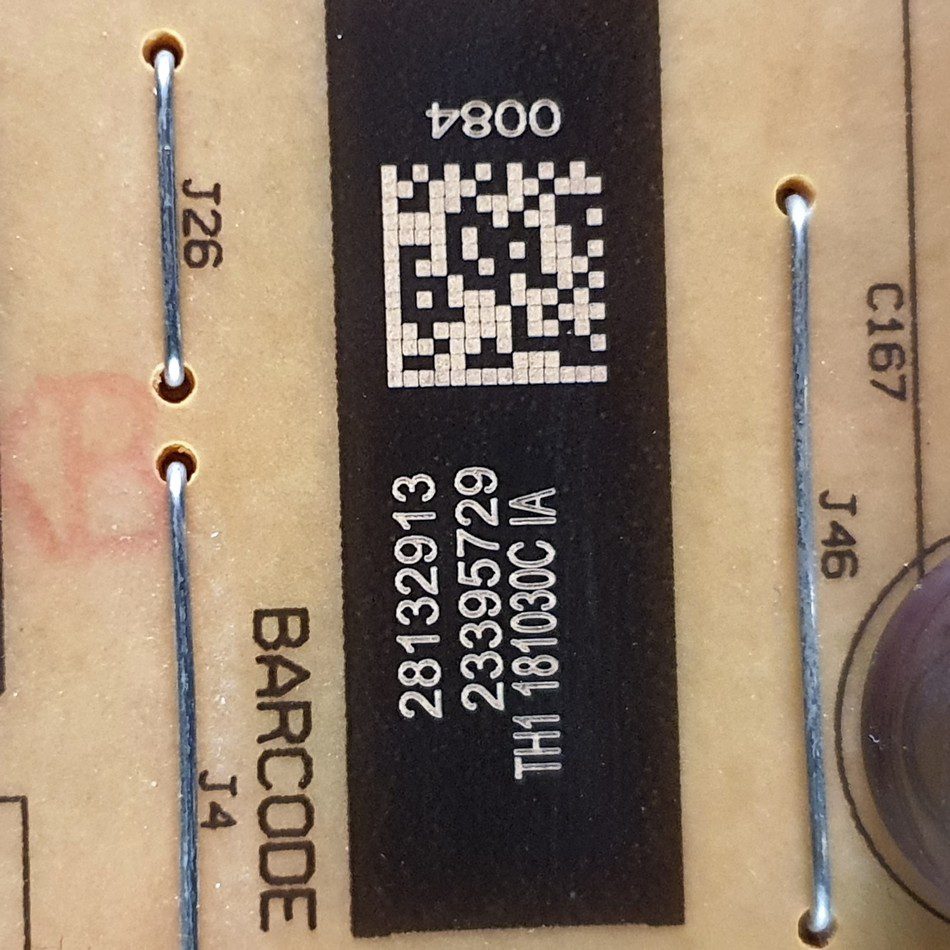 0084
28132913
23395729
TH1 181030C IA
BARCODE
J26
J4
C167
J46